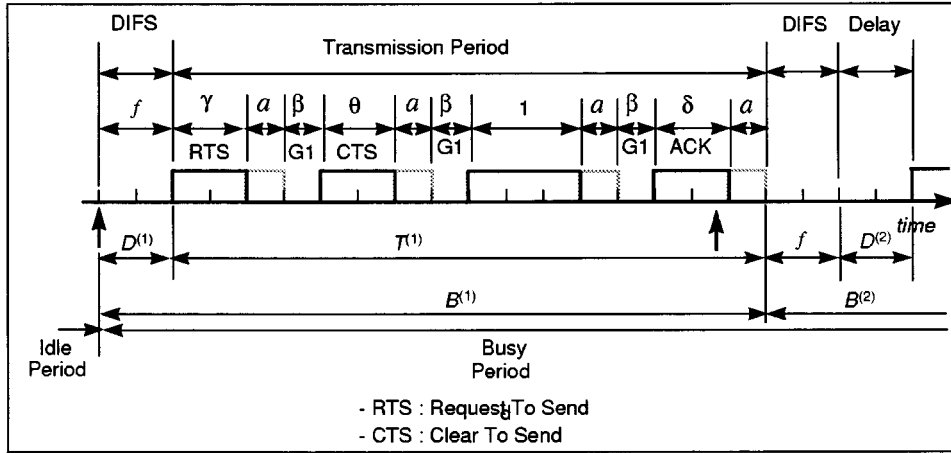 DIFS DIFS Delay
Transmission Period
f γ a β θ a β 1 a β δ a
RTS G1 CTS G1 G1 ACK
time
D(1) T(1) f D(2)
B(1) B(2)
Idle Period
Busy Period
- RTS : Request To Send
- CTS : Clear To Send